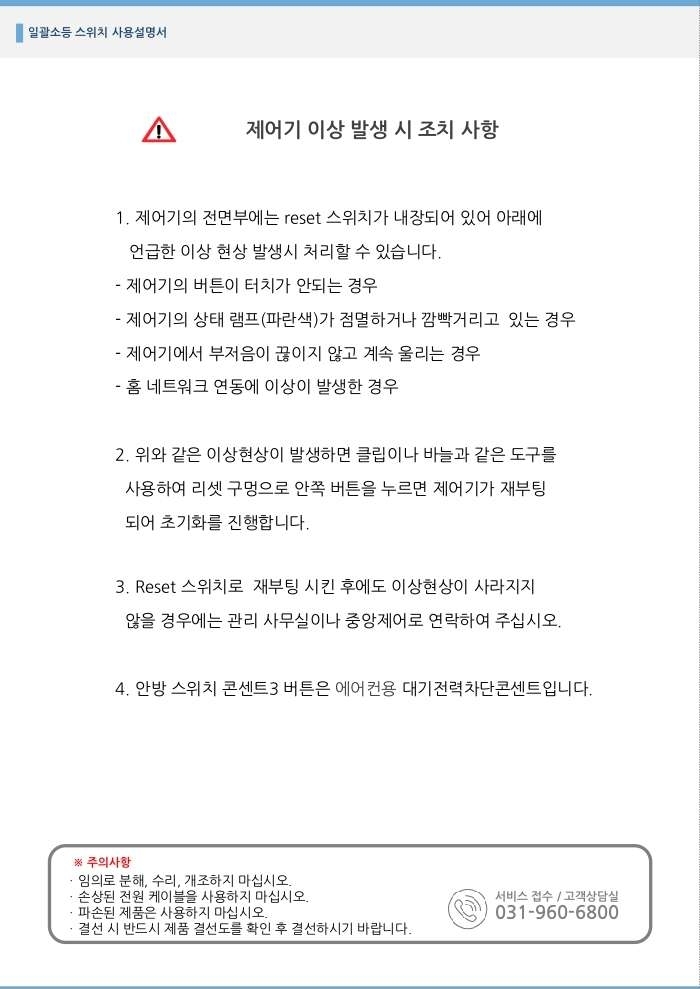 일괄소등 스위치 사용설명서
제어기 이상 발생 시 조치 사항
1. 제어기의 전면부에는 reset 스위치가 내장되어 있어 아래에
언급한 이상 현상 발생시 처리할 수 있습니다.
- 제어기의 버튼이 터치가 안되는 경우
- 제어기의 상태 램프(파란색)가 점멸하거나 깜빡거리고 있는 경우
- 제어기에서 부저음이 끊이지 않고 계속 울리는 경우
- 홈 네트워크 연동에 이상이 발생한 경우
2. 위와 같은 이상현상이 발생하면 클립이나 바늘과 같은 도구를
사용하여 리셋 구멍으로 안쪽 버튼을 누르면 제어기가 재부팅
되어 초기화를 진행합니다.
3. Reset 스위치로 재부팅 시킨 후에도 이상현상이 사라지지
않을 경우에는 관리 사무실이나 중앙제어로 연락하여 주십시오.
4. 안방 스위치 콘센트3 버튼은 에어컨용 대기전력차단콘센트입니다.
※ 주의사항
· 임의로 분해, 수리, 개조하지 마십시오.
· 손상된 전원 케이블을 사용하지 마십시오.
· 파손된 제품은 사용하지 마십시오.
· 결선 시 반드시 제품 결선도를 확인 후 결선하시기 바랍니다.
서비스 접수 / 고객상담실
031-960-6800